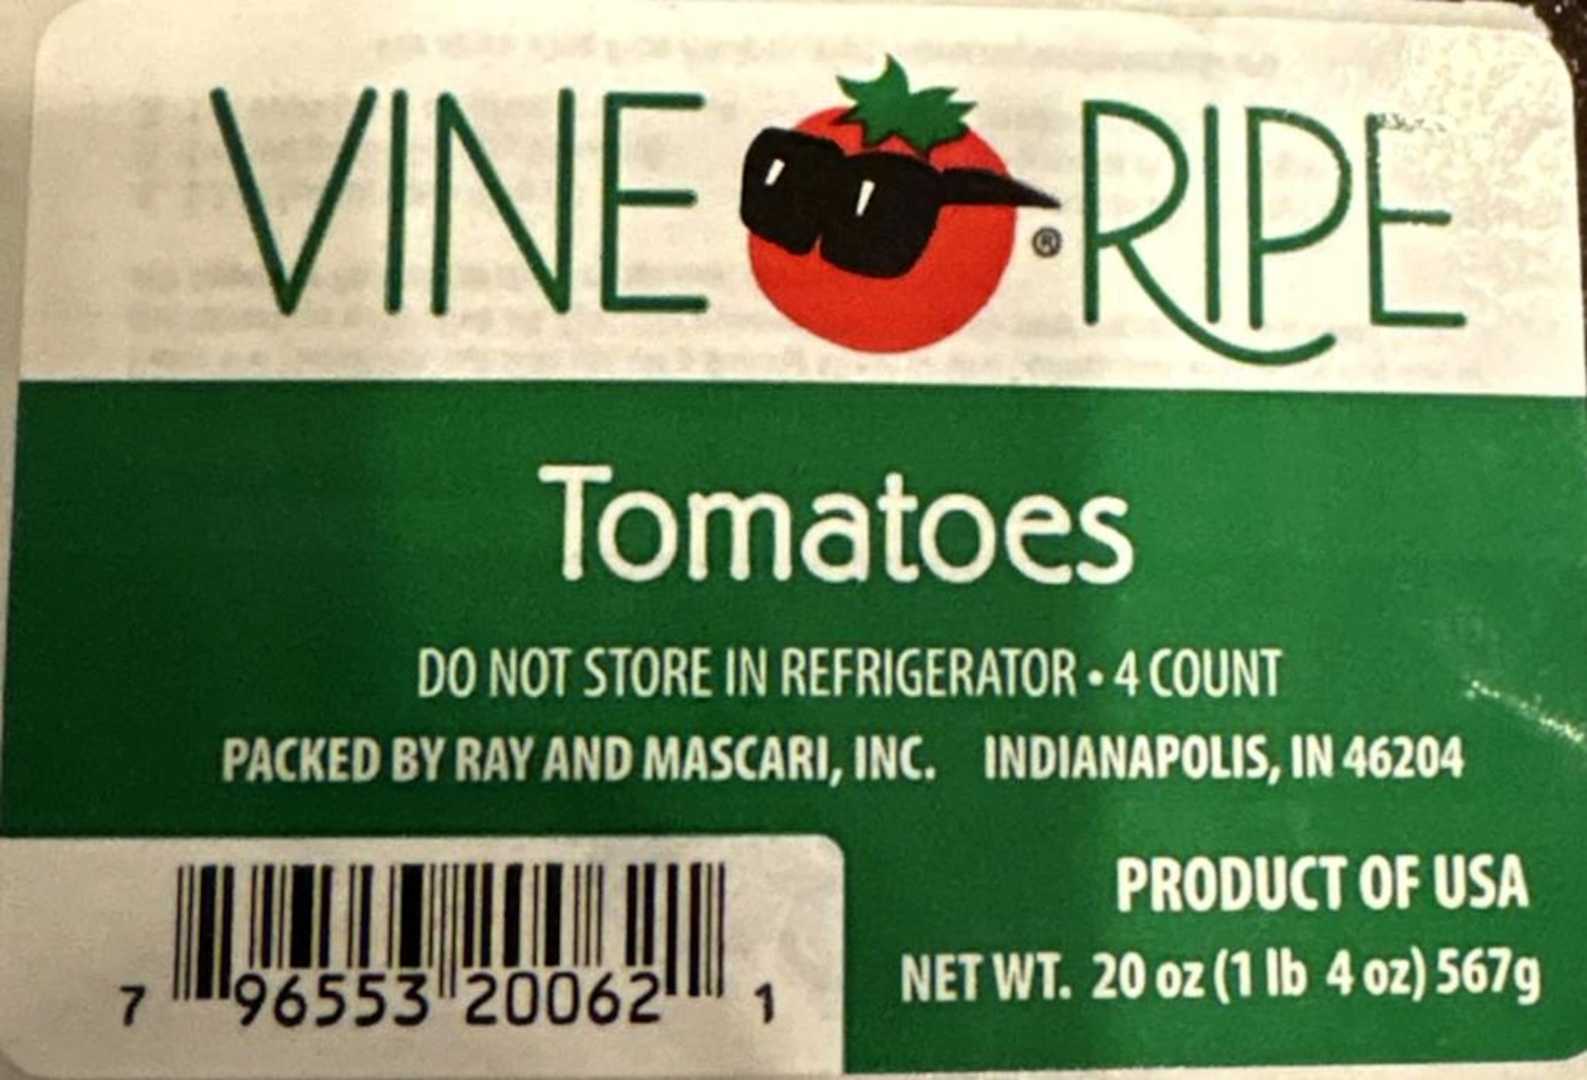 VINE RIPE
®
Tomatoes
DO NOT STORE IN REFRIGERATOR • 4 COUNT
PACKED BY RAY AND MASCARI, INC. INDIANAPOLIS, IN 46204
PRODUCT OF USA
NET WT. 20 oz (1 lb 4 oz) 567g
7 96553 20062 1